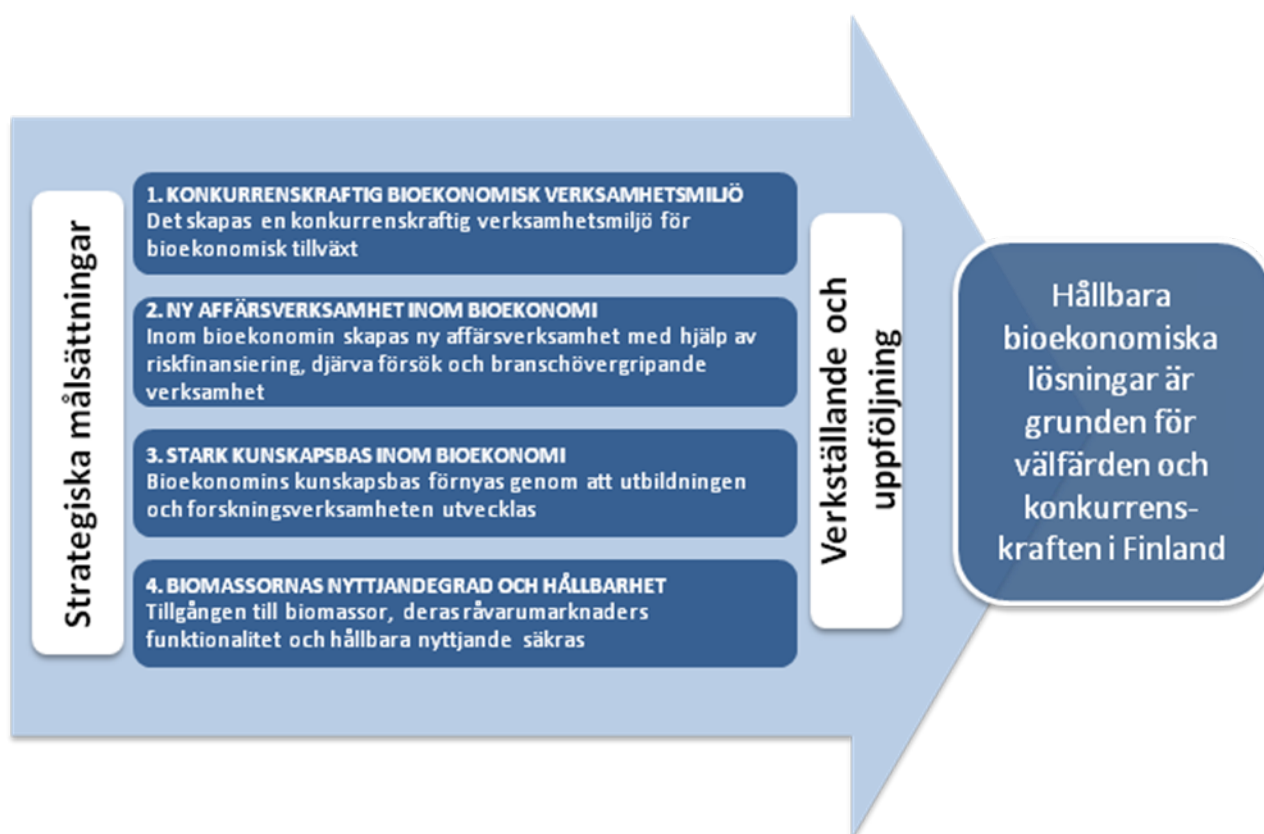 Strategiska målsättningar
1. KONKURRENSKRAFTIG BIOEKONOMISK VERKSAMHETSMILJÖ
Det skapas en konkurrenskraftig verksamhetsmiljö för
bioekonomisk tillväxt
2. NY AFFÄRSVERKSAMHET INOM BIOEKONOMI
Inom bioekonomin skapas ny affärsverksamhet med hjälp av
riskfinansiering, djärva försök och branschövergripande
verksamhet
3. STARK KUNSKAPSBAS INOM BIOEKONOMI
Bioekonomins kunskapsbas förnyas genom att utbildningen
och forskningsverksamheten utvecklas
4. BIOMASSORNAS NYTTJANDEGRAD OCH HÅLLBARHET
Tillgången till biomassor, deras råvarumarknaders
funktionalitet och hållbara nyttjande säkras
Verkställande och
uppföljning
Hållbara
bioekonomiska
lösningar är
grunden för
välfärden och
konkurrens-
kraften i Finland